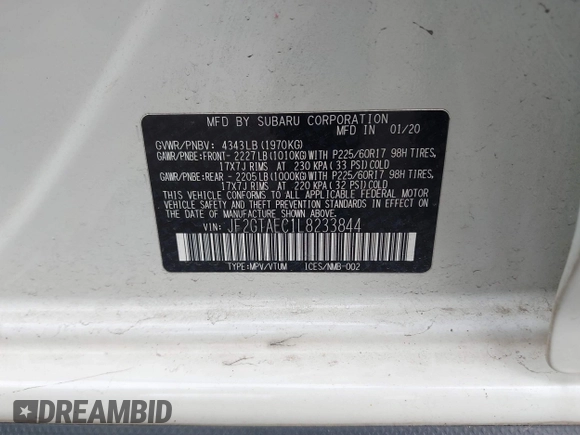 MFD BY SUBARU CORPORATION
MFD IN 01/20
GVWR/PNBV: 4343LB(1970KG)
GAWR/PNBE:FRONT- 2227LB(1010KG)WITH P225/60R17 98H TIRES,
17X7J RIMS AT 230 KPA( 33 PSI)COLD
GAWR/PNBE:REAR - 2205LB(1000KG)WITH P225/60R17 98H TIRES,
17X7J RIMS AT 220 KPA( 32 PSI)COLD
THIS VEHICLE CONFORMS TO ALL APPLICABLE FEDERAL MOTOR
VEHICLE SAFETY AND THEFT PREVENTION STANDARDS IN EFFECT
ON THE DATE OF MANUFACTURE SHOWN ABOVE.
VIN: JF2GTAEC1L8233844
TYPE:MPV/VTUM ICES/NMB-002
DREAMBID